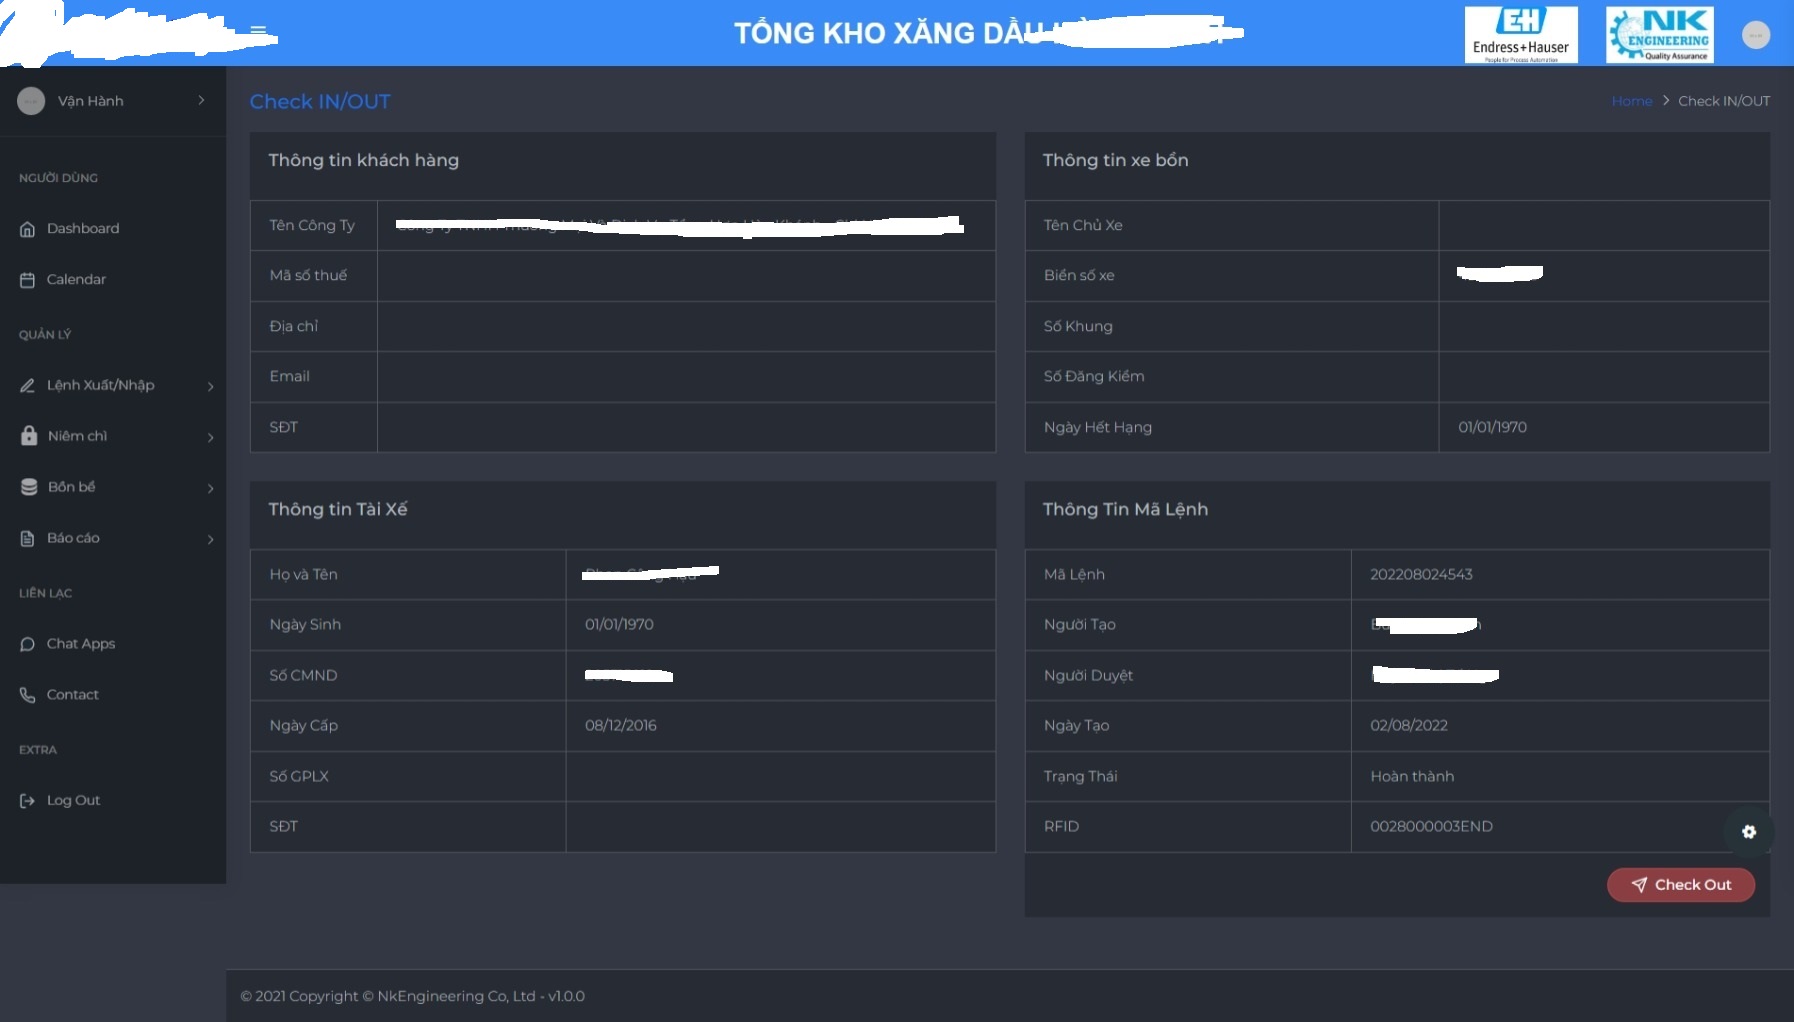 TỔNG KHO XĂNG DẦU
EH
Endress+Hauser
People for Process Automation
NK
ENGINEERING
Quality Assurance
Vận Hành
Check IN/OUT
Home > Check IN/OUT
NGƯỜI DÙNG
Dashboard
Calendar
QUẢN LÝ
Lệnh Xuất/Nhập
Niêm chì
Bồn bể
Báo cáo
LIÊN LẠC
Chat Apps
Contact
EXTRA
Log Out
Thông tin khách hàng
Tên Công Ty
Mã số thuế
Địa chỉ
Email
SĐT
Thông tin xe bồn
Tên Chủ Xe
Biển số xe
Số Khung
Số Đăng Kiểm
Ngày Hết Hạng 01/01/1970
Thông tin Tài Xế
Họ và Tên
Ngày Sinh 01/01/1970
Số CMND
Ngày Cấp 08/12/2016
Số GPLX
SĐT
Thông Tin Mã Lệnh
Mã Lệnh 202208024543
Người Tạo
Người Duyệt
Ngày Tạo 02/08/2022
Trạng Thái Hoàn thành
RFID 0028000003END
Check Out
© 2021 Copyright © NkEngineering Co, Ltd - v1.0.0